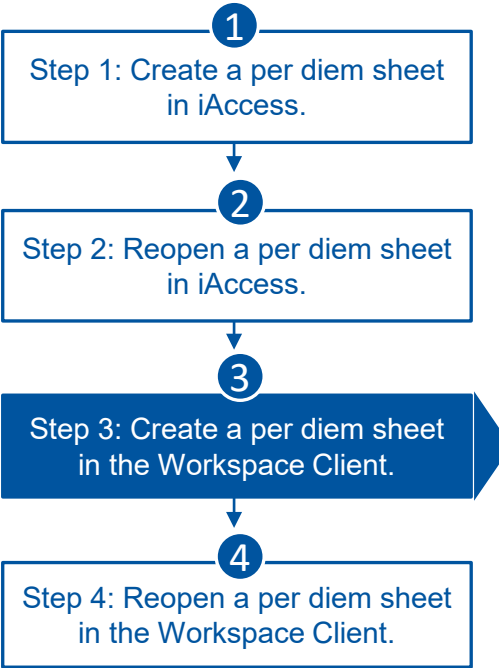 1
Step 1: Create a per diem sheet
in iAccess.
2
Step 2: Reopen a per diem sheet
in iAccess.
3
Step 3: Create a per diem sheet
in the Workspace Client.
4
Step 4: Reopen a per diem sheet
in the Workspace Client.